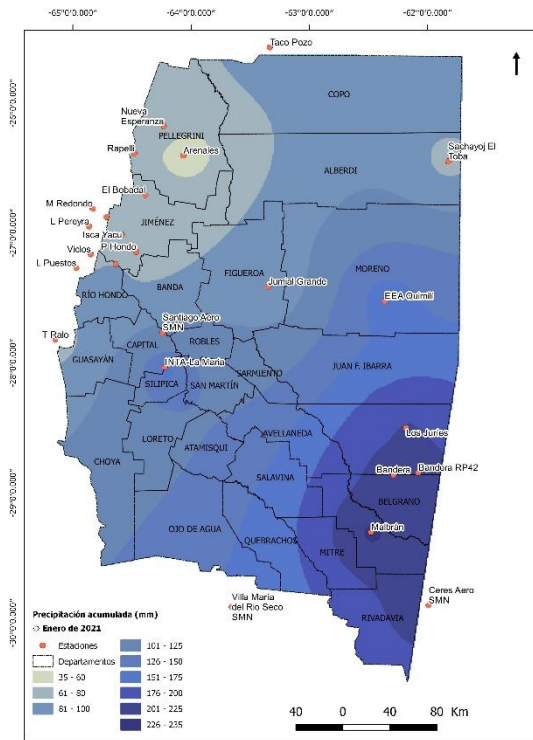 -65°0'0.000"
-64°0'0.000"
-63°0'0.000"
-62°0'0.000"
Taco Pozo
COPO
Nueva
Esperanza
PELLEGRINI
Rapelli
Arenales
Sachayoj El
Toba
ALBERDI
El Bobadal
M Redondo
L Pereyra
JIMÉNEZ
Isca Yacu
Viclos
P Hondo
L Puestos
MORENO
FIGUEROA
BANDA
RÍO HONDO
Jumial Grande
EEA Quimilí
Santiago Aero
SMN
T Ralo
CAPITAL
ROBLES
GUASAYÁN
INTA-La María
SARMIENTO
JUAN F. IBARRA
SILIPICA
SAN MARTÍN
LORETO
ATAMISQUI
AVELLANEDA
Los Juríes
CHOYA
SALAVINA
Bandera
Bandera RP42
BELGRANO
OJO DE AGUA
QUEBRACHOS
Malbrán
MITRE
RIVADAVIA
Villa María
del Río Seco
SMN
Ceres Aero
SMN
-25°0'0.000"
-27°0'0.000"
-28°0'0.000"
-29°0'0.000"
-30°0'0.000"
Precipitación acumulada (mm)
Enero de 2021
Estaciones
Departamentos
35 - 60
61 - 80
81 - 100
101 - 125
126 - 150
151 - 175
176 - 200
201 - 225
226 - 235
40 0 40 80 Km